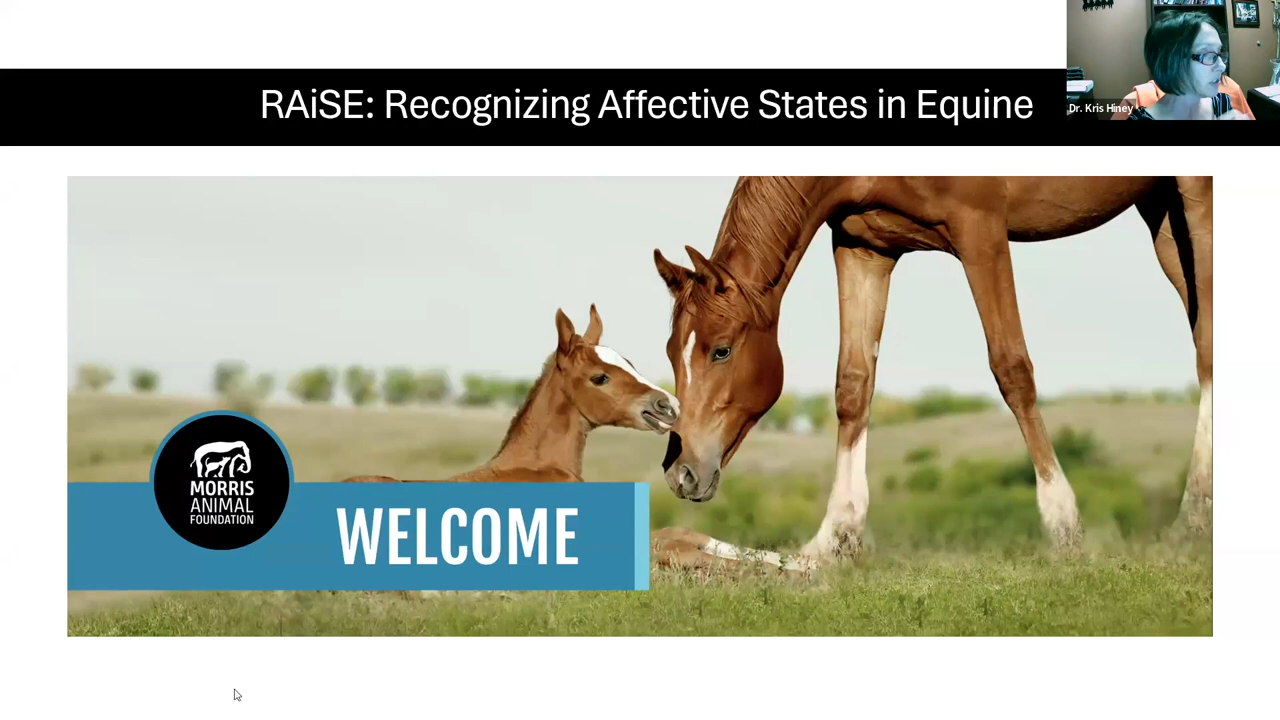 RAiSE: Recognizing Affective States in Equine
Dr. Kris Hiney
MORRIS
ANIMAL
FOUNDATION
WELCOME